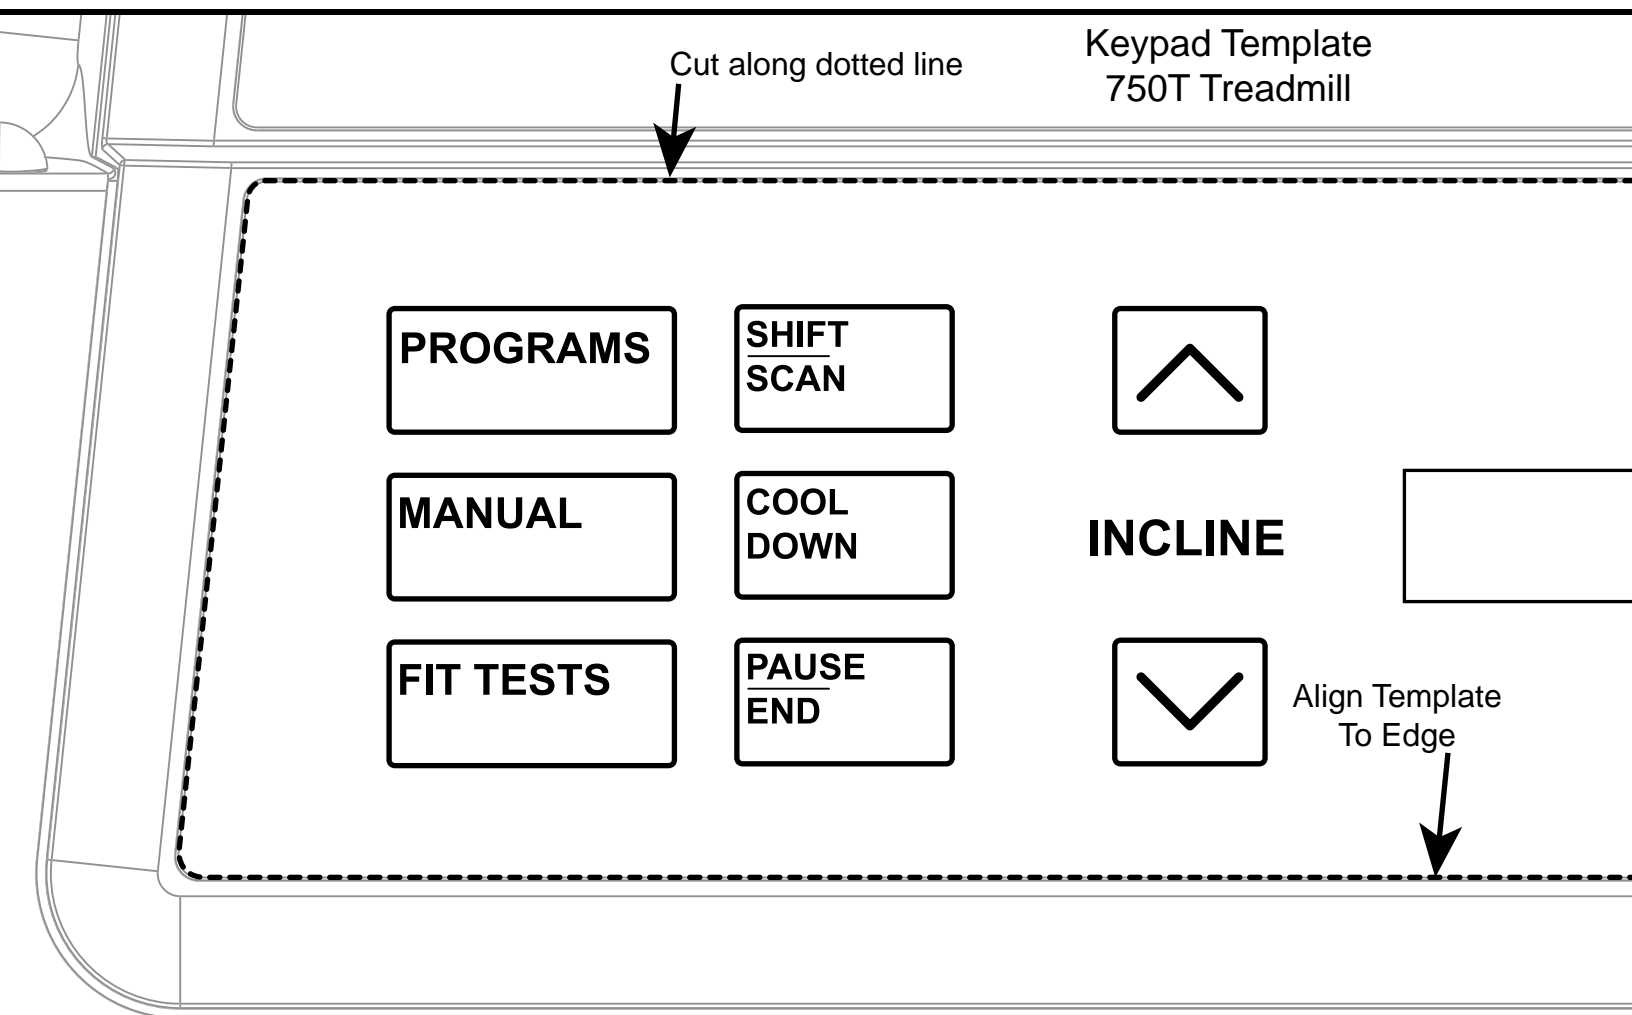 Keypad Template
750T Treadmill
Cut along dotted line
PROGRAMS
SHIFT
SCAN
MANUAL
COOL
DOWN
INCLINE
FIT TESTS
PAUSE
END
Align Template
To Edge